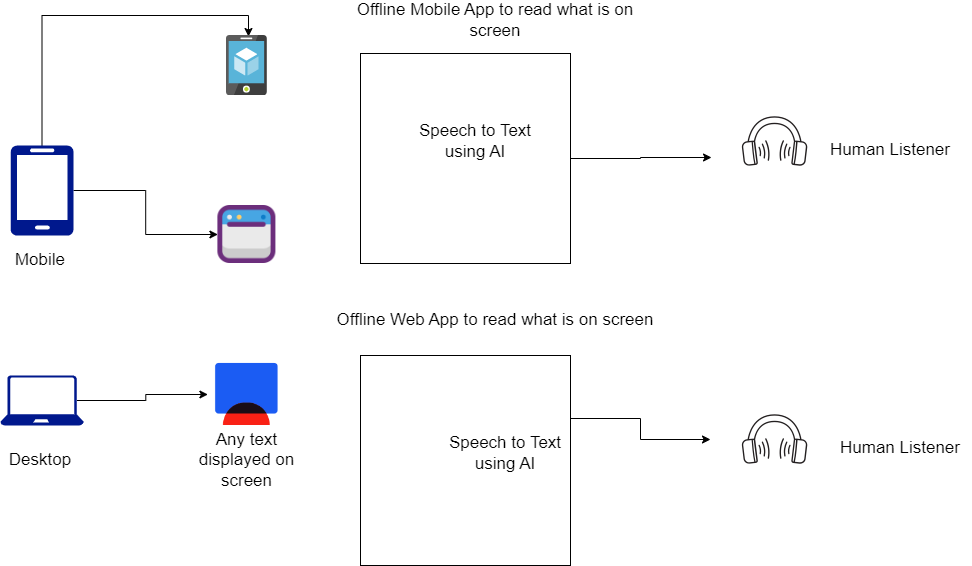 Offline Mobile App to read what is on
screen
Speech to Text
using AI
Human Listener
Mobile
Offline Web App to read what is on screen
Any text
displayed on
screen
Desktop
Speech to Text
using AI
Human Listener